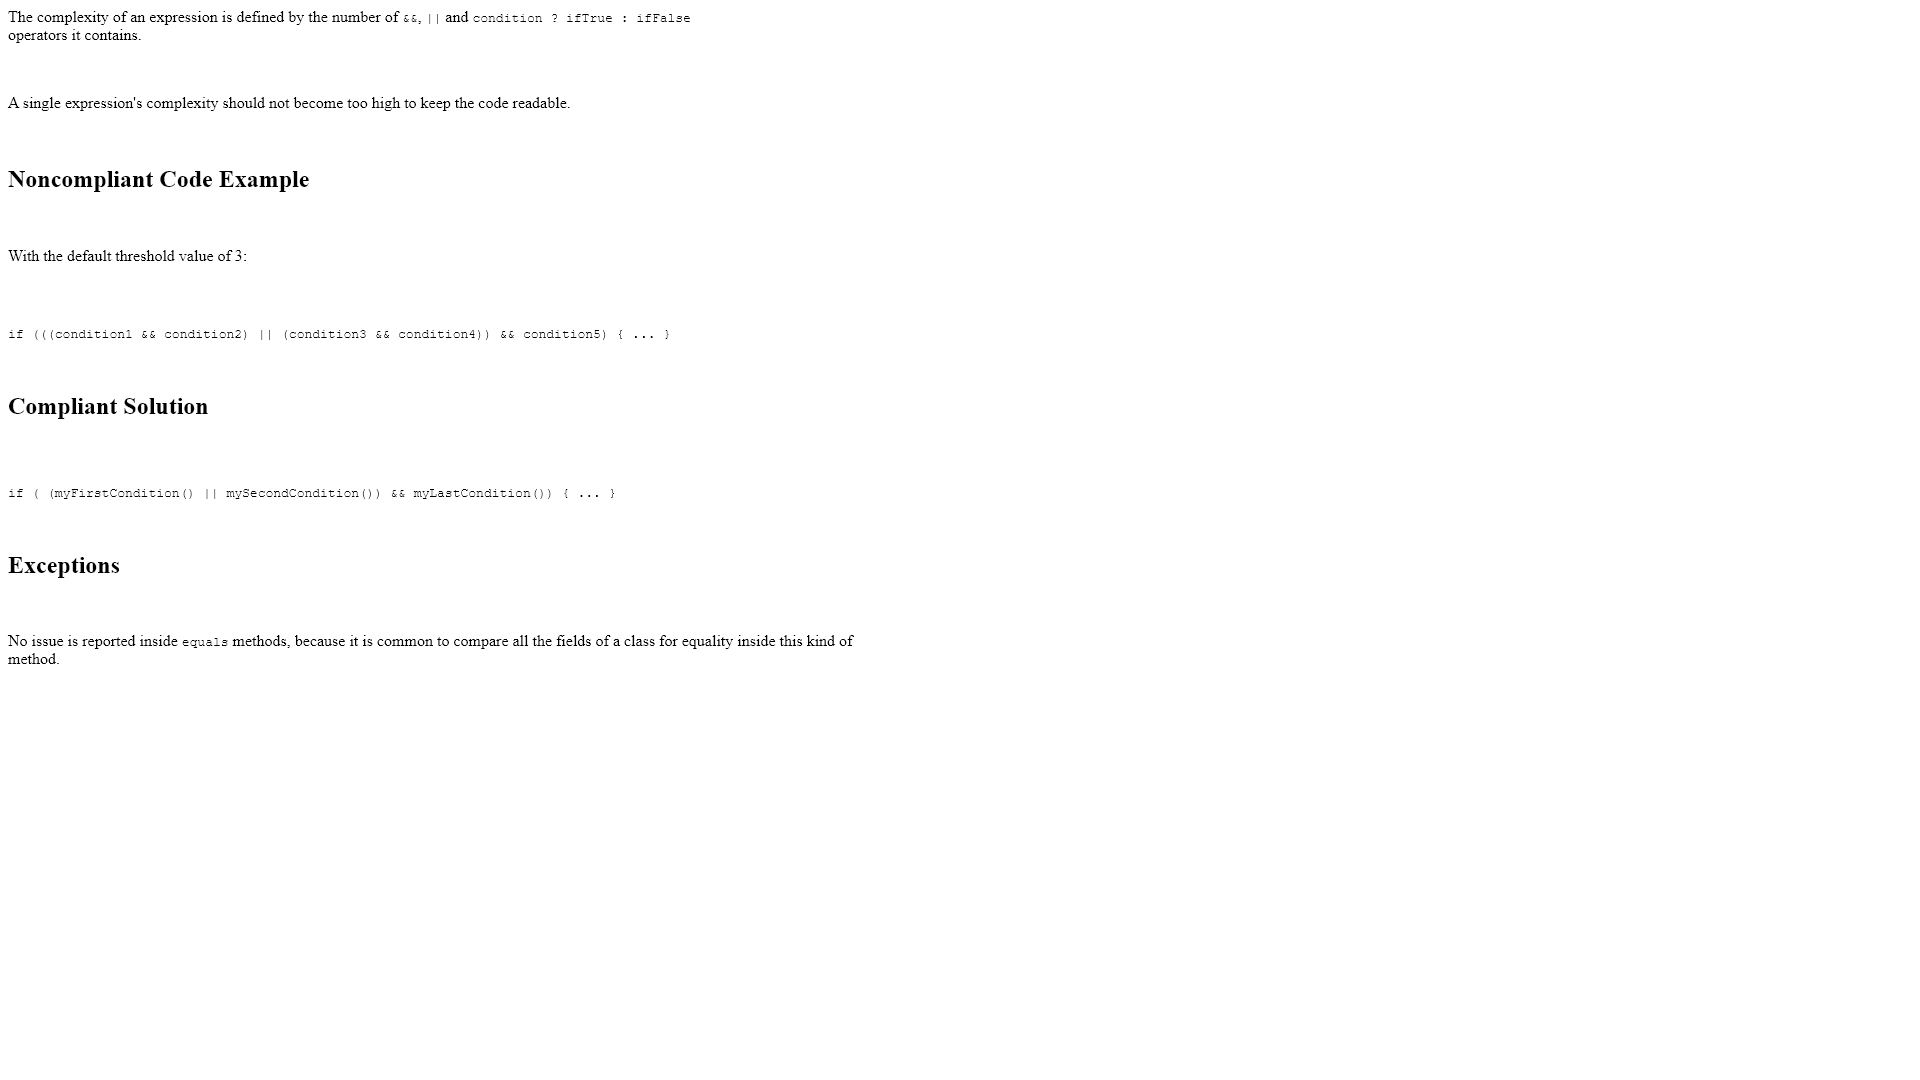 The complexity of an expression is defined by the number of &&, || and condition ? ifTrue : ifFalse
operators it contains.
A single expression's complexity should not become too high to keep the code readable.
Noncompliant Code Example
With the default threshold value of 3:
if (((condition1 && condition2) || (condition3 && condition4)) && condition5) { ... }
Compliant Solution
if ( (myFirstCondition() || mySecondCondition()) && myLastCondition()) { ... }
Exceptions
No issue is reported inside equals methods, because it is common to compare all the fields of a class for equality inside this kind of
method.